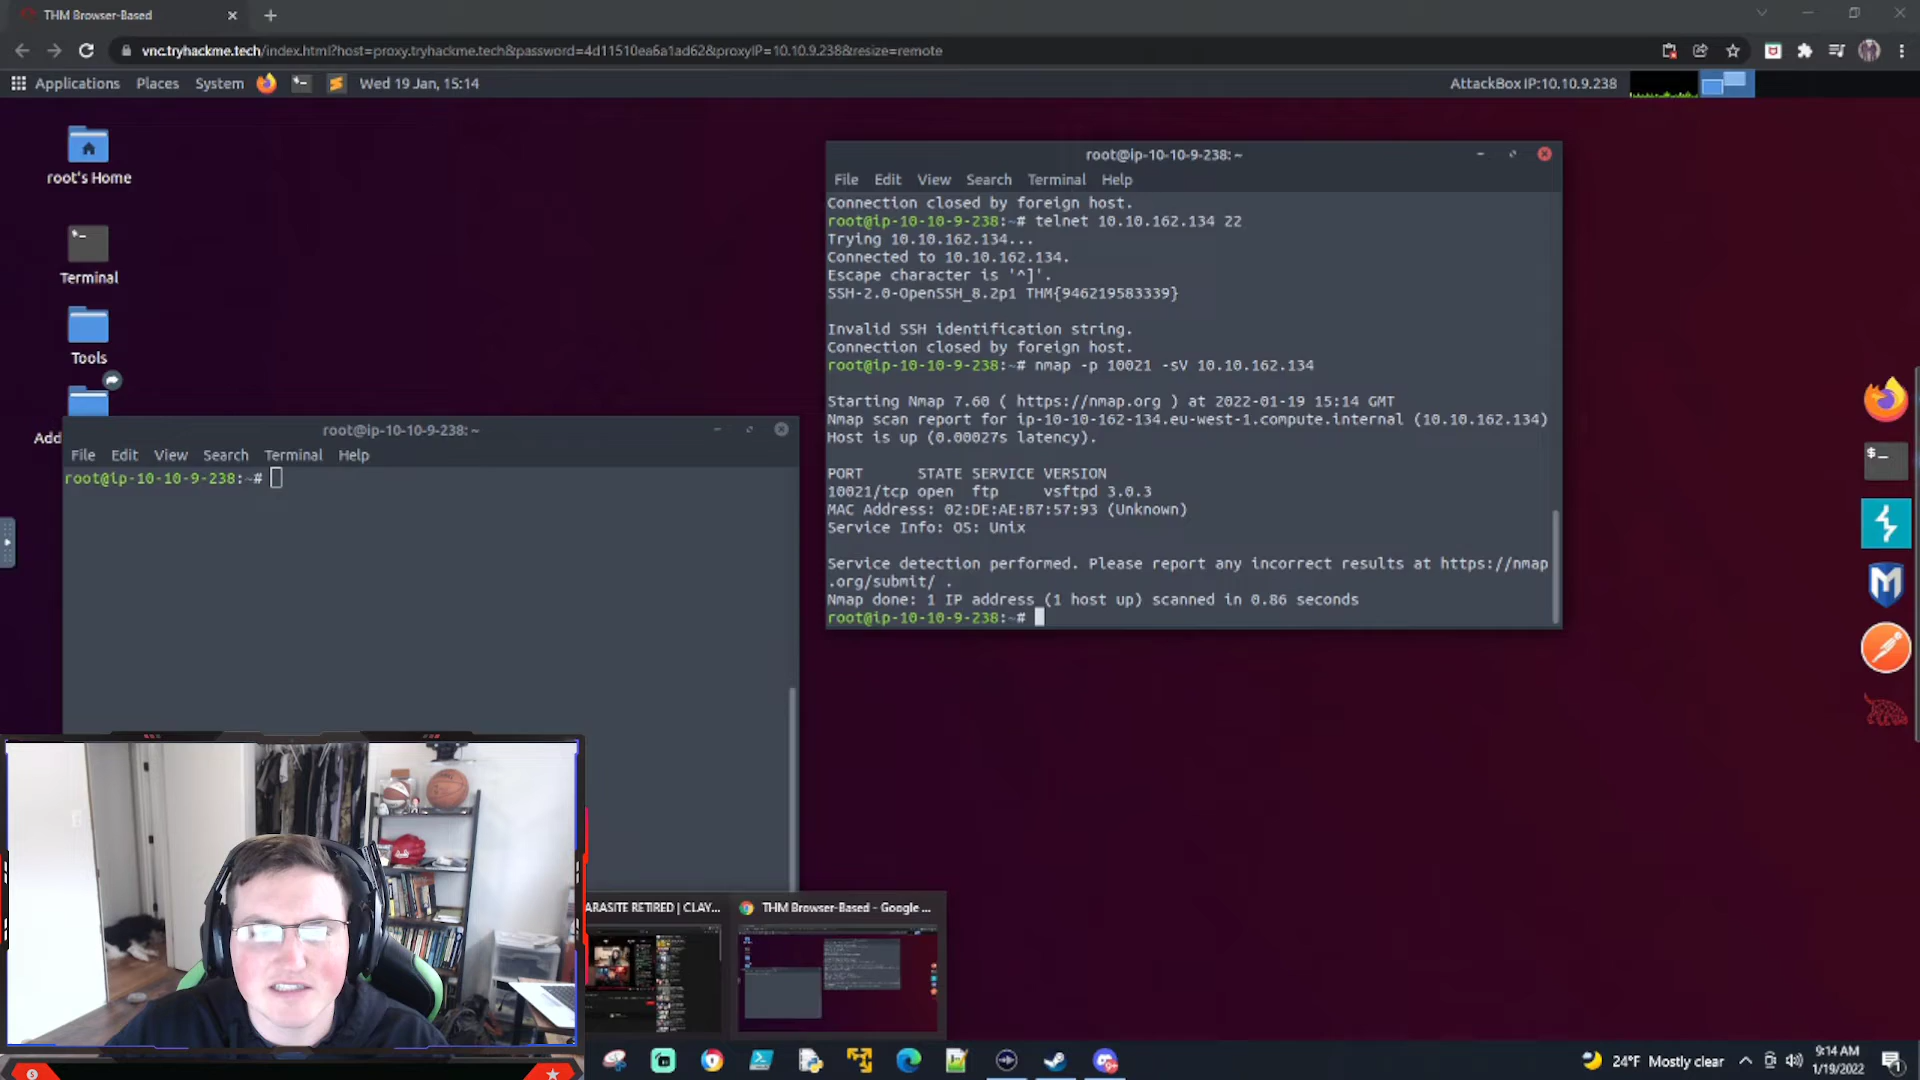 THM Browser-Based
vnc.tryhackme.tech/index.html?host=proxy.tryhackme.tech&password=4d11510ea6a1ad62&proxyIP=10.10.9.238&resize=remote
Applications Places System Wed 19 Jan, 15:14 AttackBox IP:10.10.9.238
root's Home
Terminal
Tools
Add
root@ip-10-10-9-238: ~
File Edit View Search Terminal Help
Connection closed by foreign host.
root@ip-10-10-9-238:~# telnet 10.10.162.134 22
Trying 10.10.162.134...
Connected to 10.10.162.134.
Escape character is '^]'.
SSH-2.0-OpenSSH_8.2p1 THM{946219583339}
Invalid SSH identification string.
Connection closed by foreign host.
root@ip-10-10-9-238:~# nmap -p 10021 -sV 10.10.162.134
Starting Nmap 7.60 ( https://nmap.org ) at 2022-01-19 15:14 GMT
Nmap scan report for ip-10-10-162-134.eu-west-1.compute.internal (10.10.162.134)
Host is up (0.00027s latency).
PORT STATE SERVICE VERSION
10021/tcp open ftp vsftpd 3.0.3
MAC Address: 02:DE:AE:B7:57:93 (Unknown)
Service Info: OS: Unix
Service detection performed. Please report any incorrect results at https://nmap
.org/submit/ .
Nmap done: 1 IP address (1 host up) scanned in 0.86 seconds
root@ip-10-10-9-238:~#
root@ip-10-10-9-238: ~
File Edit View Search Terminal Help
root@ip-10-10-9-238:~#
ARASITE RETIRED | CLAY...
THM Browser-Based - Google ...
24°F Mostly clear
9:14 AM
1/19/2022